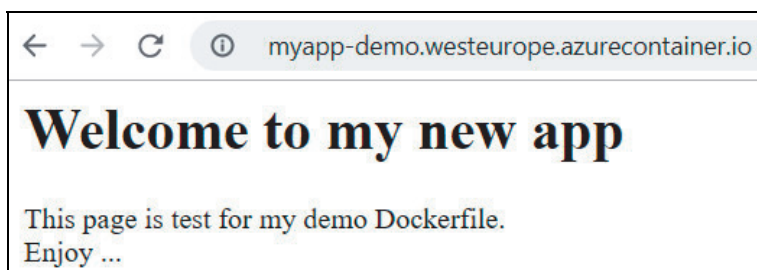 myapp-demo.westeurope.azurecontainer.io
Welcome to my new app
This page is test for my demo Dockerfile.
Enjoy ...